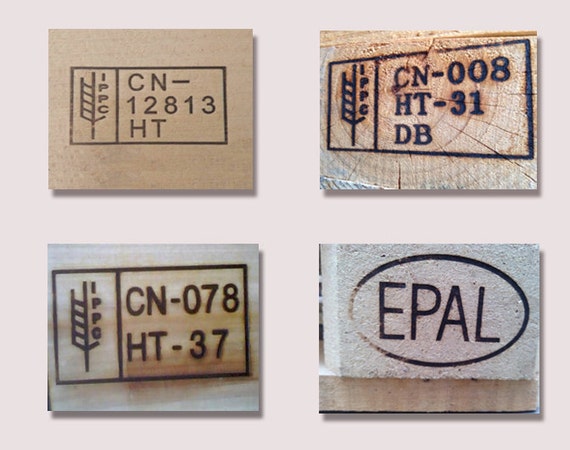 IPPC
CN-
12813
HT
IPPC
CN-008
HT-31
DB
IPPC
CN-078
HT-37
EPAL